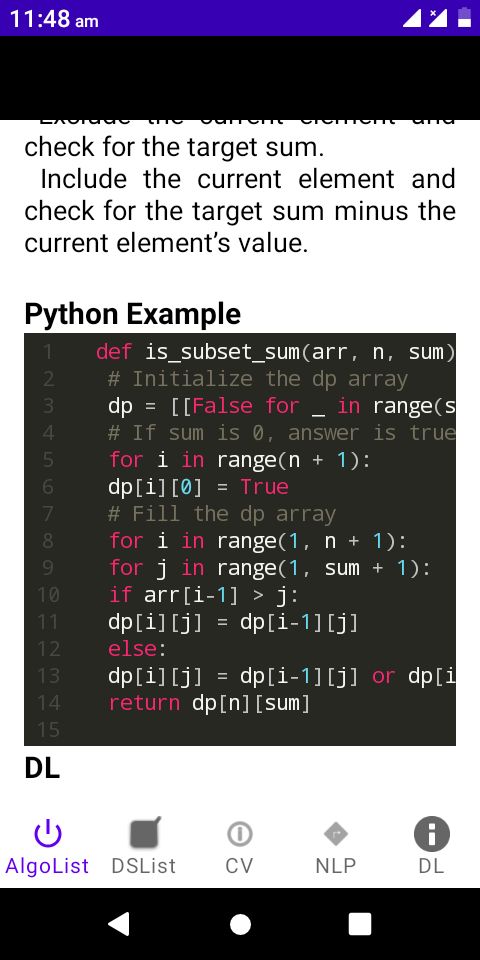 11:48 am
Exclude the current element and
check for the target sum.
Include the current element and
check for the target sum minus the
current element’s value.
Python Example
1 def is_subset_sum(arr, n, sum)
2 # Initialize the dp array
3 dp = [[False for _ in range(s
4 # If sum is 0, answer is true
5 for i in range(n + 1):
6 dp[i][0] = True
7 # Fill the dp array
8 for i in range(1, n + 1):
9 for j in range(1, sum + 1):
10 if arr[i-1] > j:
11 dp[i][j] = dp[i-1][j]
12 else:
13 dp[i][j] = dp[i-1][j] or dp[i
14 return dp[n][sum]
15
DL
AlgoList DSList CV NLP DL